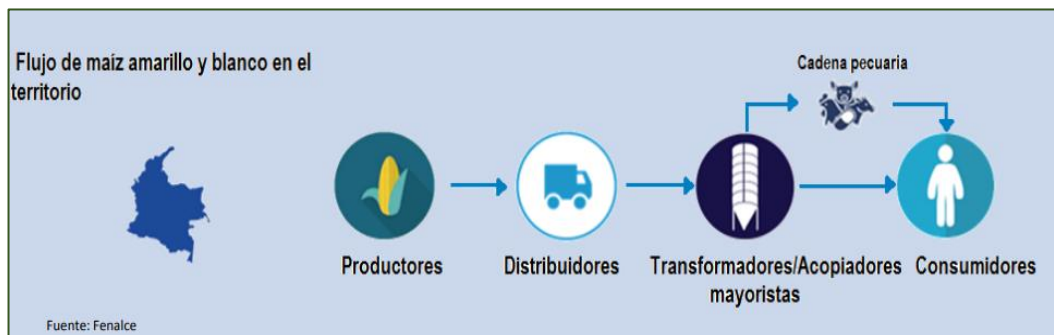 Flujo de maíz amarillo y blanco en el
territorio
Cadena pecuaria
Productores
Distribuidores
Transformadores/Acopiadores
mayoristas
Consumidores
Fuente: Fenalce